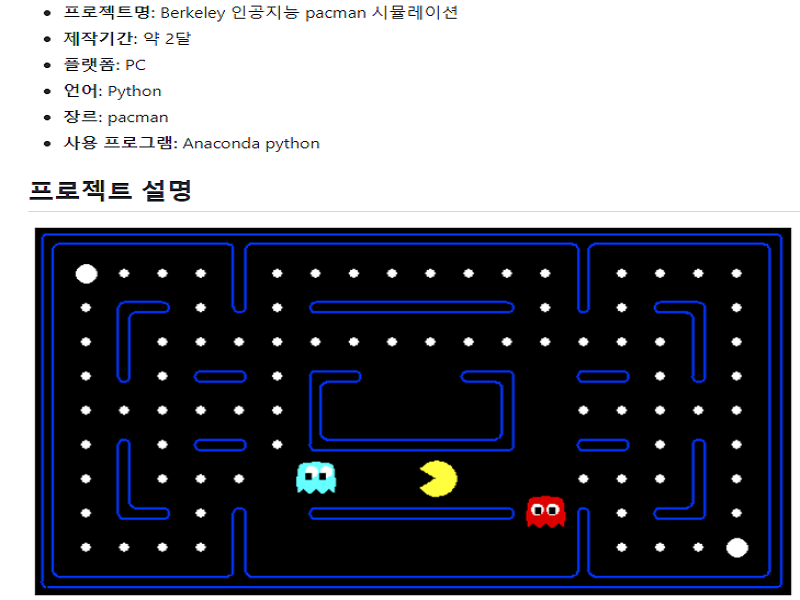 프로젝트명: Berkeley 인공지능 pacman 시뮬레이션
제작기간: 약 2달
플랫폼: PC
언어: Python
장르: pacman
사용 프로그램: Anaconda python
프로젝트 설명